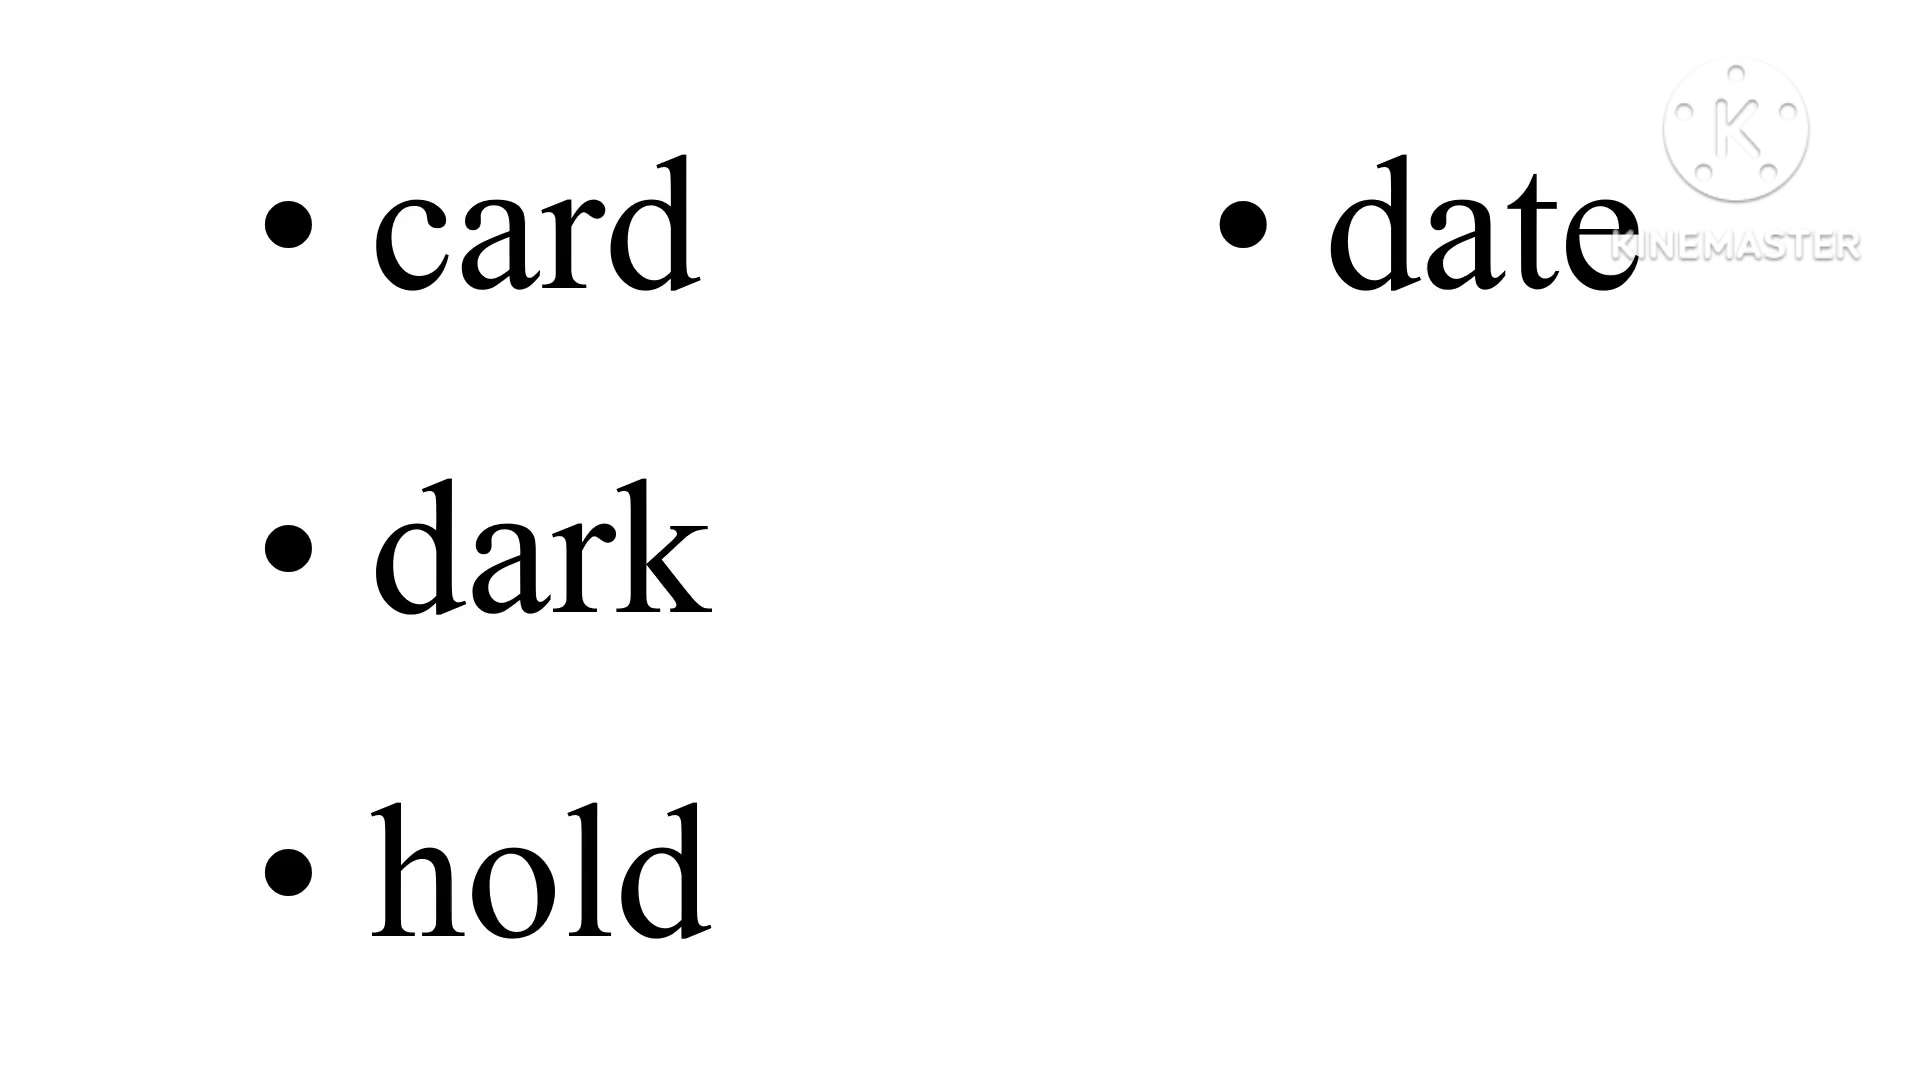 • card
• dark
• hold
• date
K
KINEMASTER